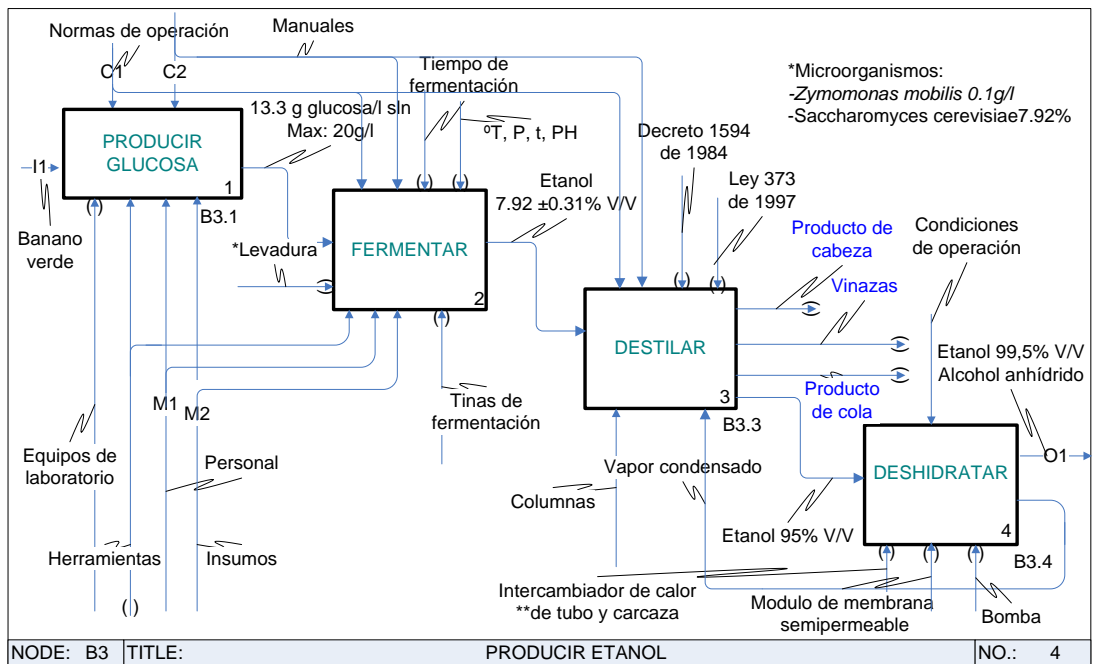 Normas de operación
Manuales
C1
C2
Tiempo de
fermentación
*Microorganismos:
-Zymomonas mobilis 0.1g/l
-Saccharomyces cerevisiae7.92%
13.3 g glucosa/l sln
Max: 20g/l
ºT, P, t, PH
Decreto 1594
de 1984
Ley 373
de 1997
PRODUCIR
GLUCOSA
1
B3.1
I1
Banano
verde
( )
*Levadura
( )
( )
( )
FERMENTAR
2
( )
Etanol
7.92 ±0.31% V/V
Producto de
cabeza
Vinazas
Producto
de cola
( )
( )
( )
( )
( )
DESTILAR
3
B3.3
Condiciones
de operación
Etanol 99,5% V/V
Alcohol anhídrido
O1
DESHIDRATAR
4
B3.4
( )
( )
( )
M1
M2
Tinas de
fermentación
Equipos de
laboratorio
Personal
Herramientas
Insumos
( )
Columnas
Vapor condensado
Etanol 95% V/V
Intercambiador de calor
**de tubo y carcaza
Modulo de membrana
semipermeable
Bomba
NODE: B3 TITLE: PRODUCIR ETANOL NO.: 4